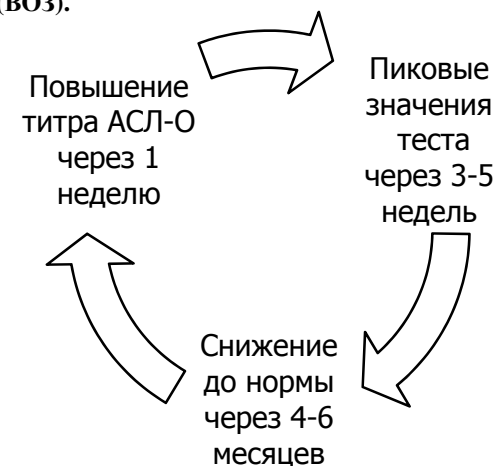 (ВОЗ).
Повышение
титра АСЛ-О
через 1
неделю
Пиковые
значения
теста
через 3-5
недель
Снижение
до нормы
через 4-6
месяцев